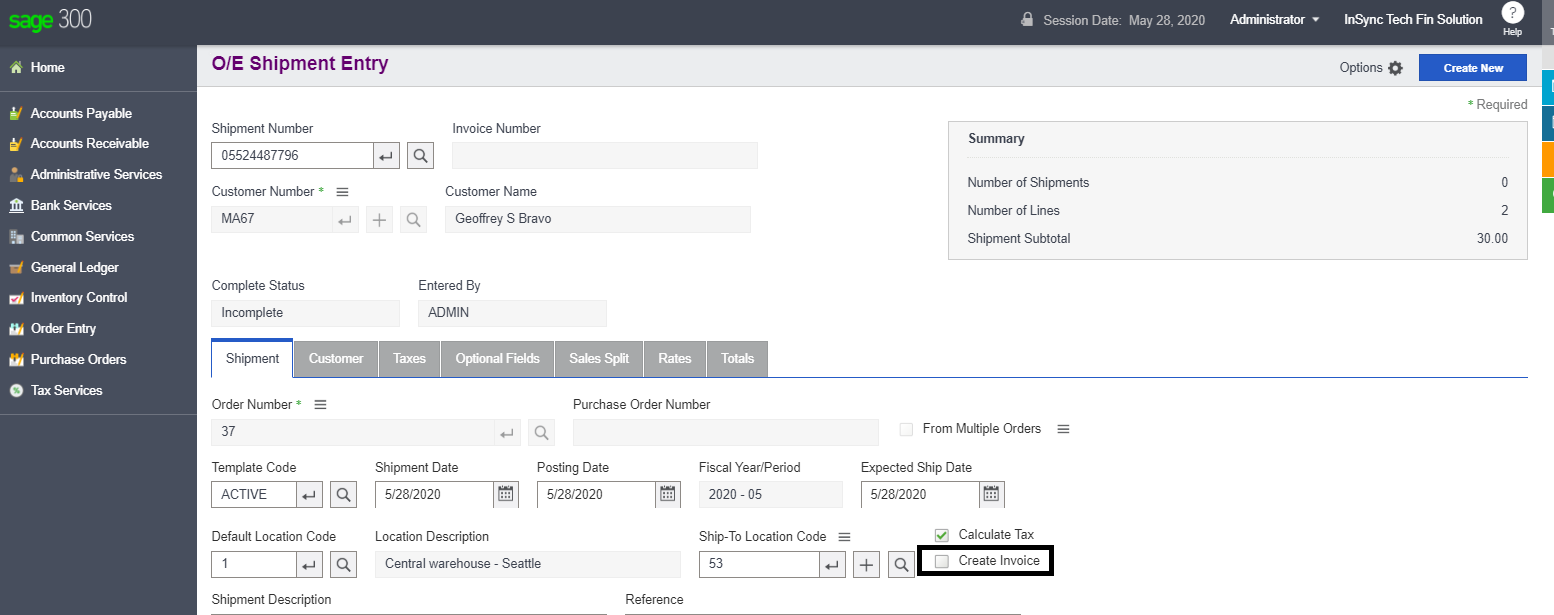 sage 300
Session Date: May 28, 2020
Administrator
InSync Tech Fin Solution
?
Help
Home
Accounts Payable
Accounts Receivable
Administrative Services
Bank Services
Common Services
General Ledger
Inventory Control
Order Entry
Purchase Orders
Tax Services
O/E Shipment Entry
Options
Create New
* Required
Shipment Number
Invoice Number
05524487796
Customer Number *
Customer Name
MA67
Geoffrey S Bravo
Summary
Number of Shipments 0
Number of Lines 2
Shipment Subtotal 30.00
Complete Status
Entered By
Incomplete
ADMIN
Shipment Customer Taxes Optional Fields Sales Split Rates Totals
Order Number *
Purchase Order Number
37
From Multiple Orders
Template Code Shipment Date Posting Date Fiscal Year/Period Expected Ship Date
ACTIVE 5/28/2020 5/28/2020 2020 - 05 5/28/2020
Default Location Code Location Description Ship-To Location Code
Calculate Tax
1 Central warehouse - Seattle 53
Create Invoice
Shipment Description Reference